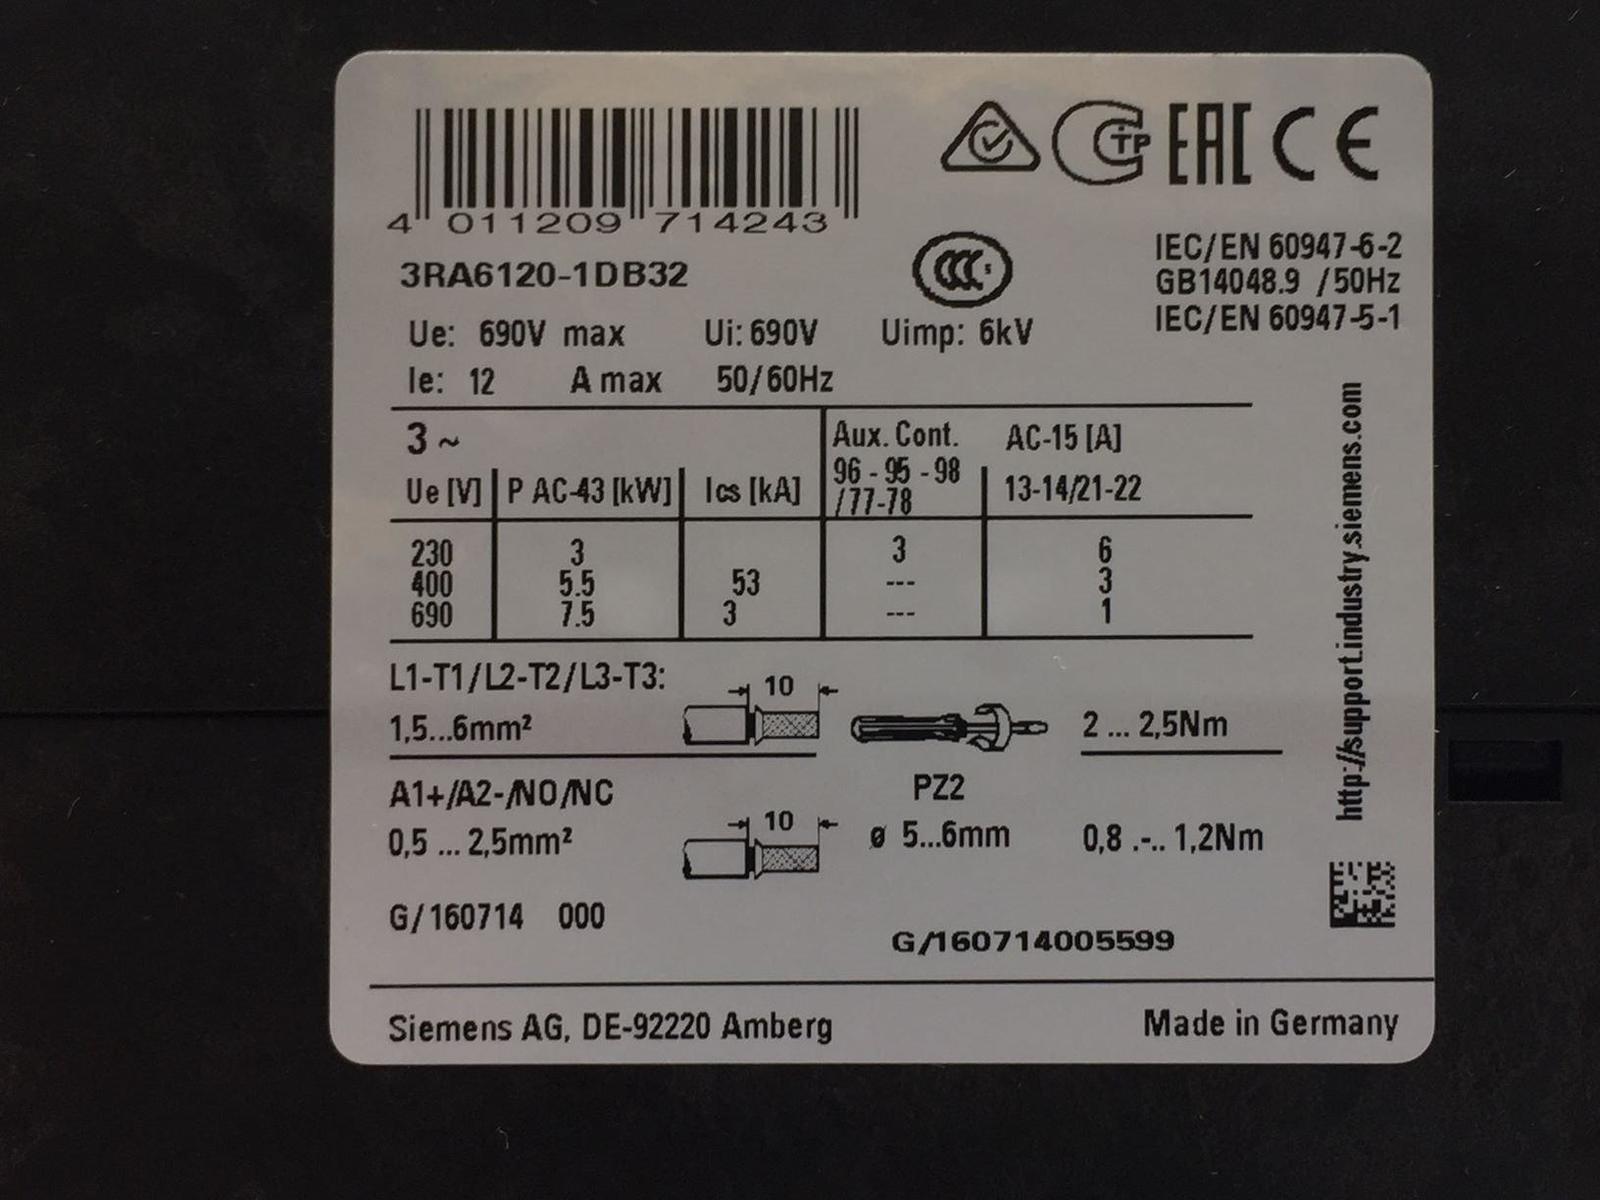 4 011209 714243
3RA6120-1DB32
TP EAC CE
CCC S
IEC/EN 60947-6-2
GB14048.9 /50Hz
IEC/EN 60947-5-1
Ue: 690V max Ui: 690V Uimp: 6kV
Ie: 12 A max 50/60Hz
3 ~
Aux. Cont. AC-15 [A]
Ue [V] P AC-43 [kW] Ics [kA] 96 - 95 - 98 /77-78 13-14/21-22
230 3 3 6
400 5.5 53 --- 3
690 7.5 3 --- 1
L1-T1/L2-T2/L3-T3: 10
1,5...6mm² 2 ... 2,5Nm
A1+/A2-/NO/NC 10 PZ2
0,5 ... 2,5mm² ø 5...6mm 0,8 .-.. 1,2Nm
G/160714 000
G/160714005599
http://support.industry.siemens.com
Siemens AG, DE-92220 Amberg Made in Germany